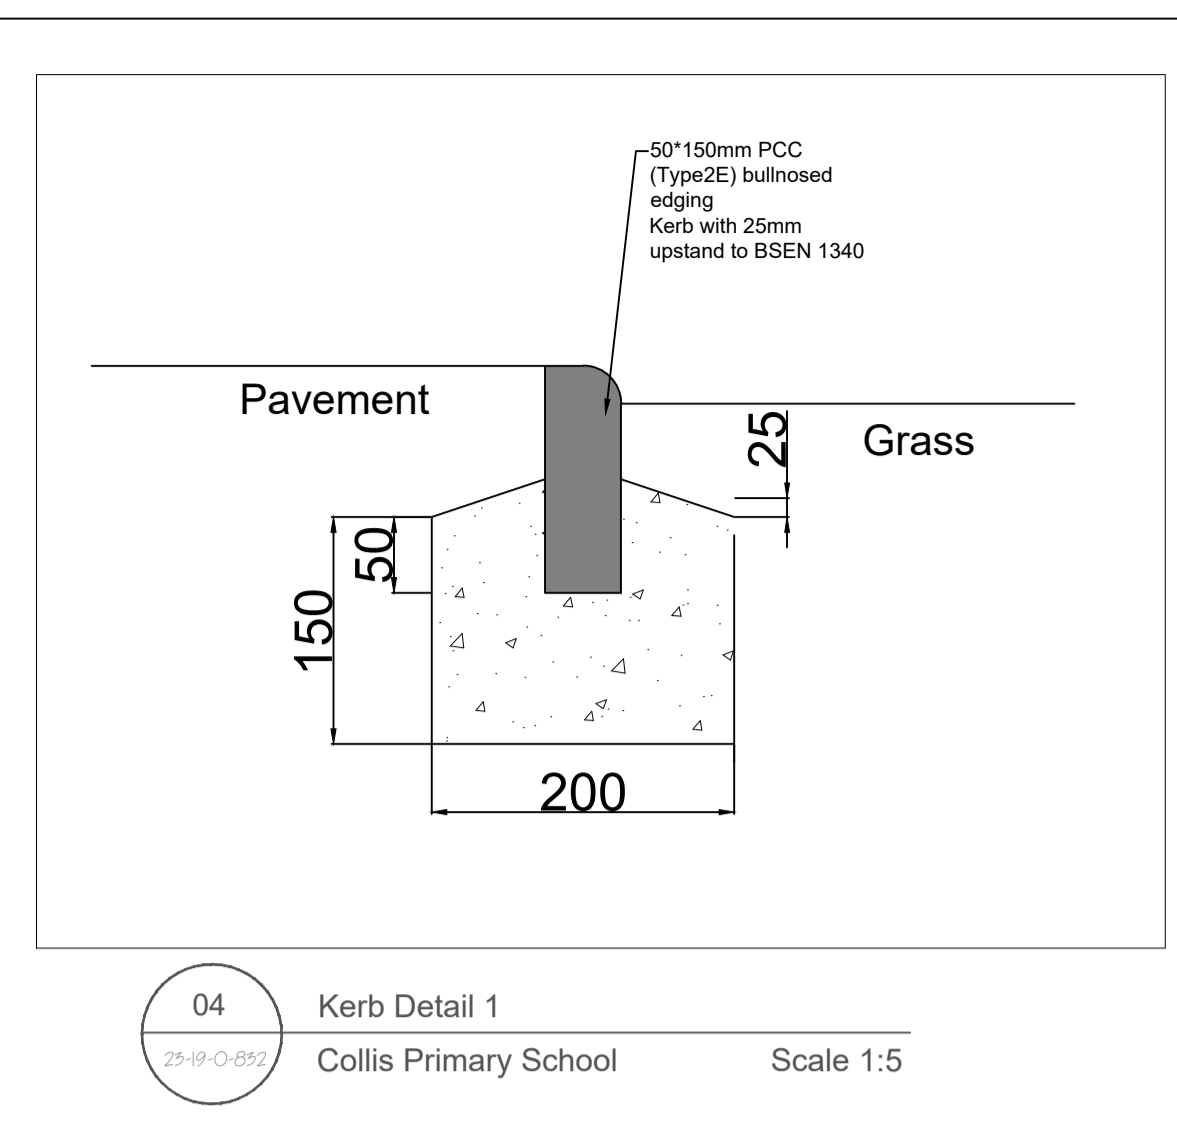 50*150mm PCC
(Type2E) bullnosed
edging
Kerb with 25mm
upstand to BSEN 1340
Pavement
Grass
25
50
150
200
04
Kerb Detail 1
23-19-0-832
Collis Primary School
Scale 1:5